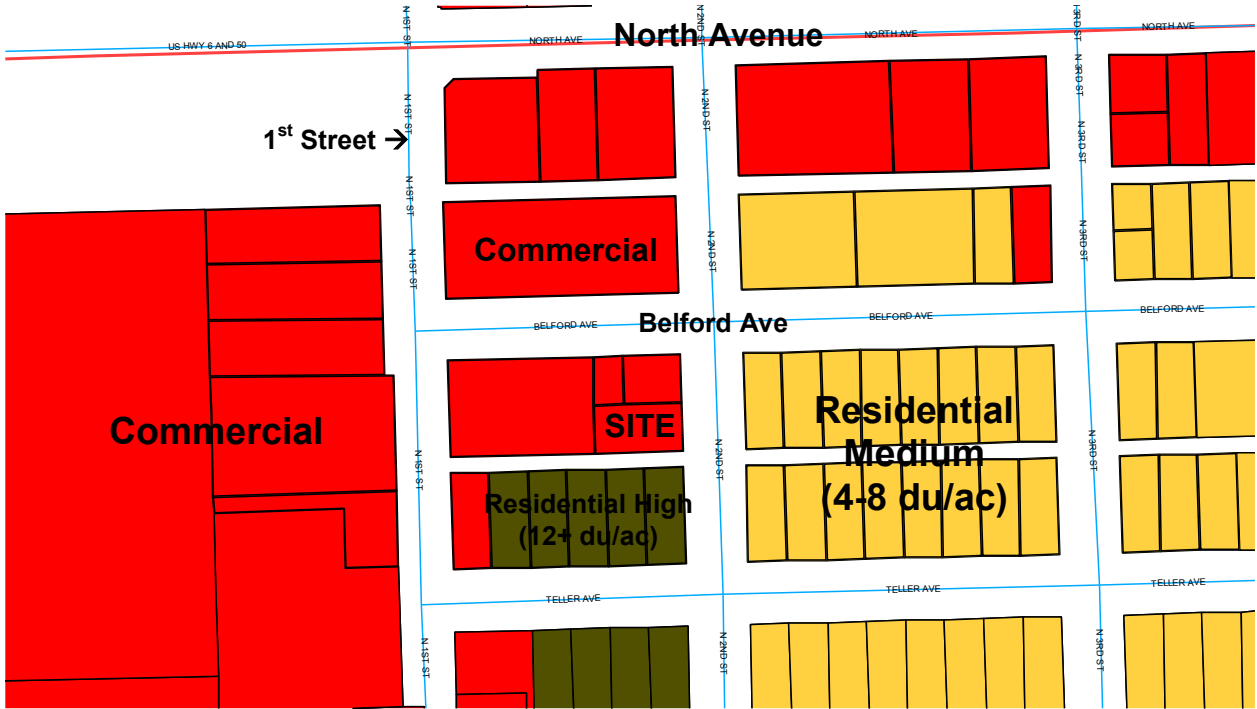 N 1ST ST
N 2ND ST
N 3RD ST
US HWY 6 AND 50
NORTH AVE
North Avenue
NORTH AVE
NORTH AVE
N 1ST ST
N 2ND ST
N 3RD ST
1st Street →
N 1ST ST
N 2ND ST
N 3RD ST
Commercial
N 1ST ST
BELFORD AVE
Belford Ave
BELFORD AVE
BELFORD AVE
Commercial
SITE
Residential
Medium
(4-8 du/ac)
N 1ST ST
N 2ND ST
N 3RD ST
Residential High
(12+ du/ac)
TELLER AVE
TELLER AVE
TELLER AVE
N 1ST ST
N 2ND ST
N 3RD ST